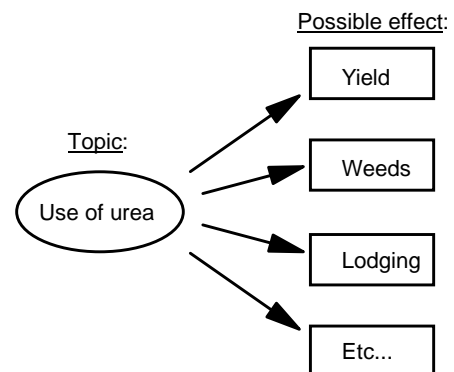 Possible effect:
Yield
Topic:
Weeds
Use of urea
Lodging
Etc...